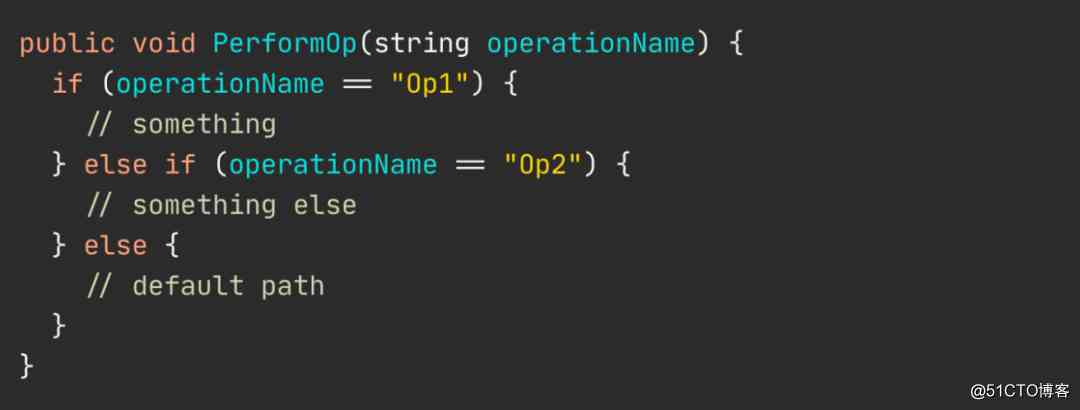 public void PerformOp(string operationName) {
  if (operationName == "Op1") {
    // something
  } else if (operationName == "Op2") {
    // something else
  } else {
    // default path
  }
}
@51CTO博客